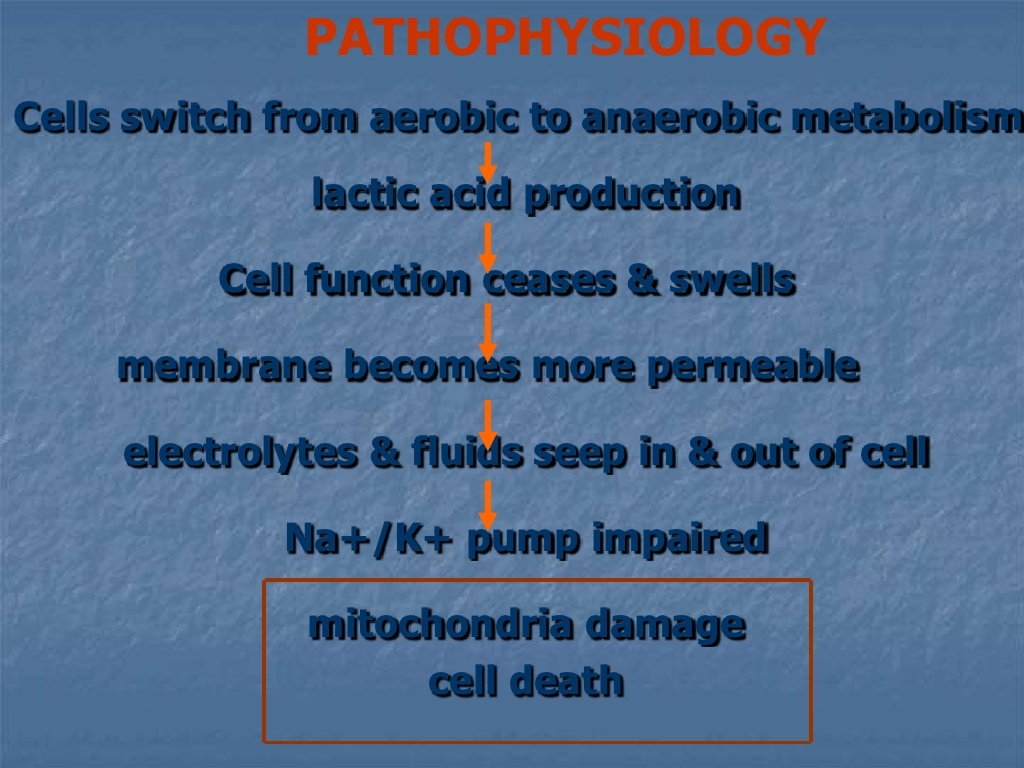 PATHOPHYSIOLOGY
Cells switch from aerobic to anaerobic metabolism
lactic acid production
Cell function ceases & swells
membrane becomes more permeable
electrolytes & fluids seep in & out of cell
Na+/K+ pump impaired
mitochondria damage
cell death